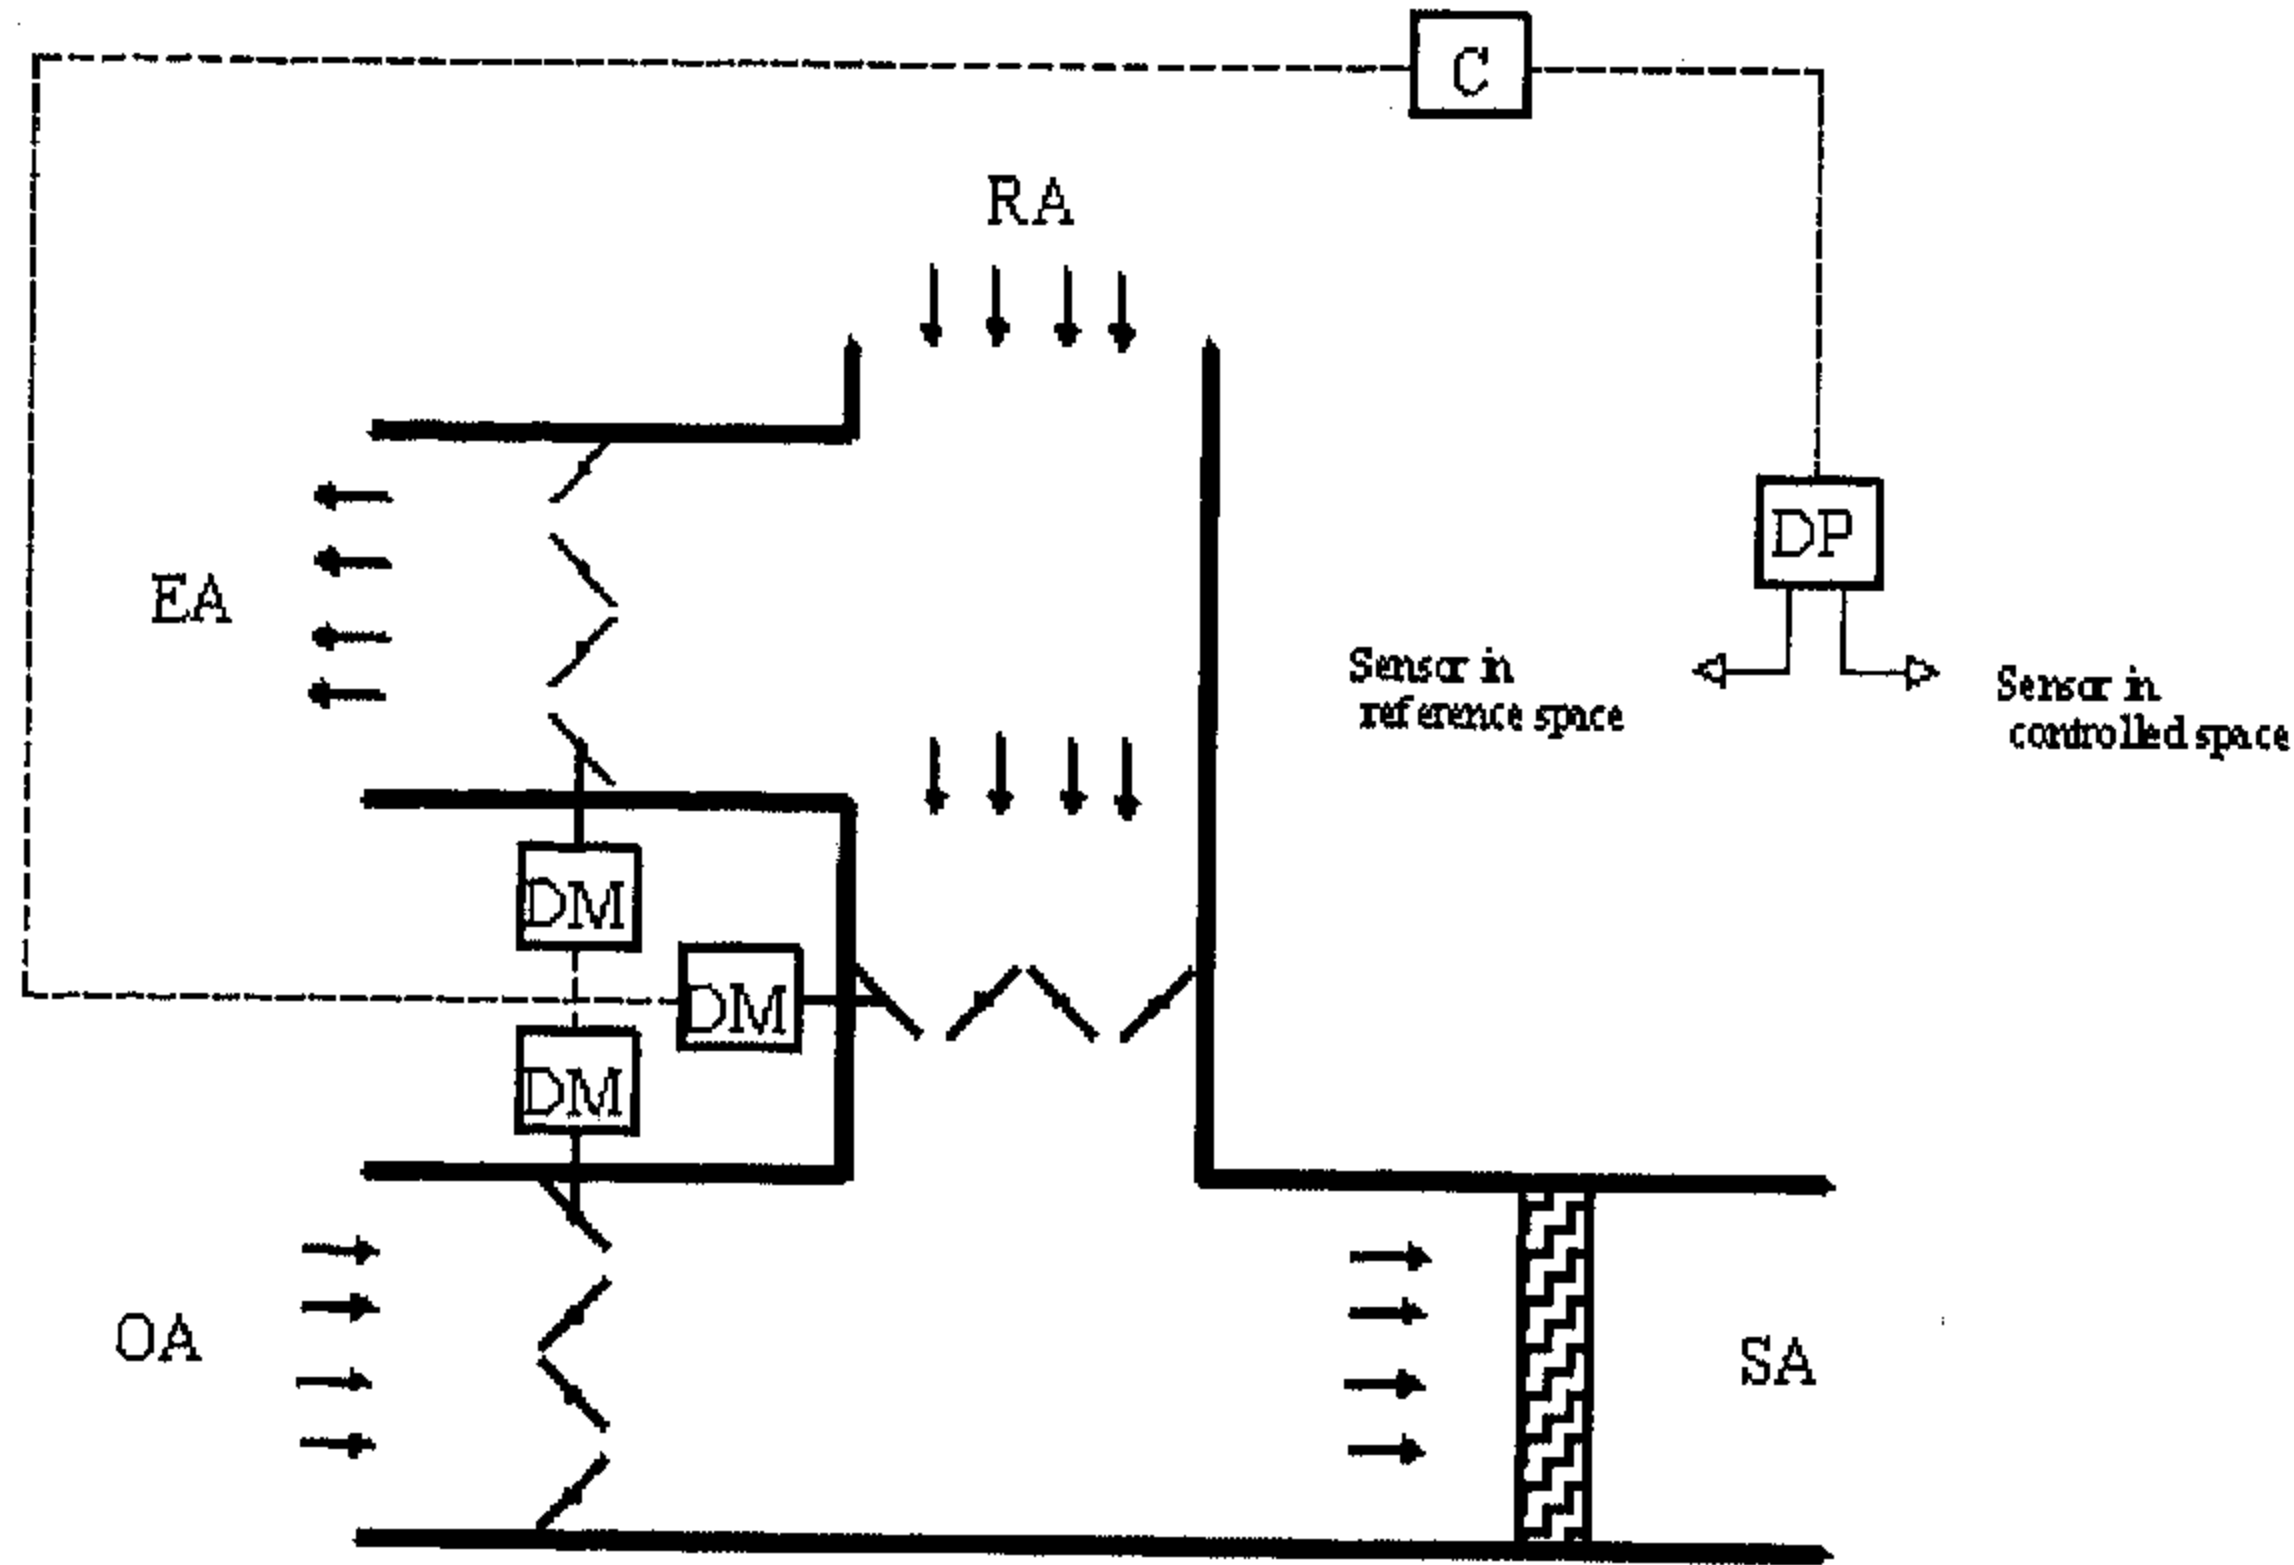 C
RA
DP
EA
Sensor in
reference space
Sensor in
controlled space
DM
DM
DM
OA
SA